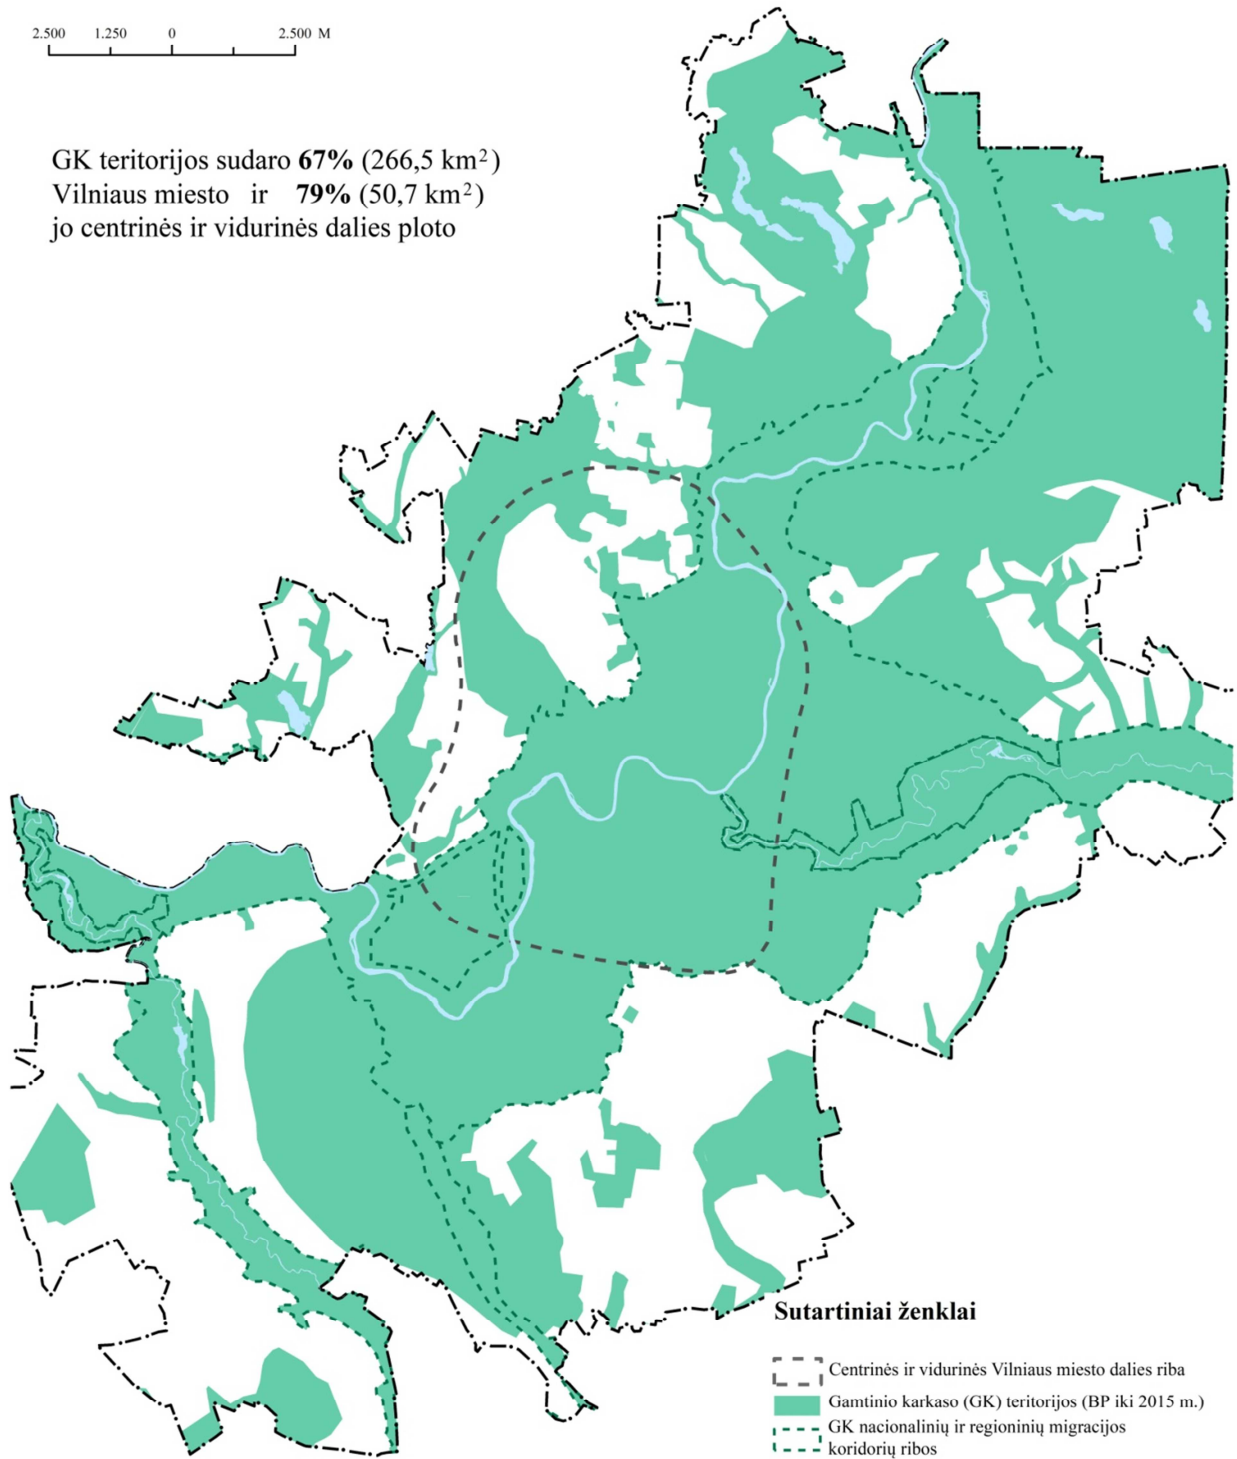 2.500 1.250 0 2.500 M
GK teritorijos sudaro 67% (266,5 km²)
Vilniaus miesto ir 79% (50,7 km²)
jo centrinės ir vidurinės dalies ploto
Sutartiniai ženklai
Centrinės ir vidurinės Vilniaus miesto dalies riba
Gamtinio karkaso (GK) teritorijos (BP iki 2015 m.)
GK nacionalinių ir regioninių migracijos
koridorių ribos